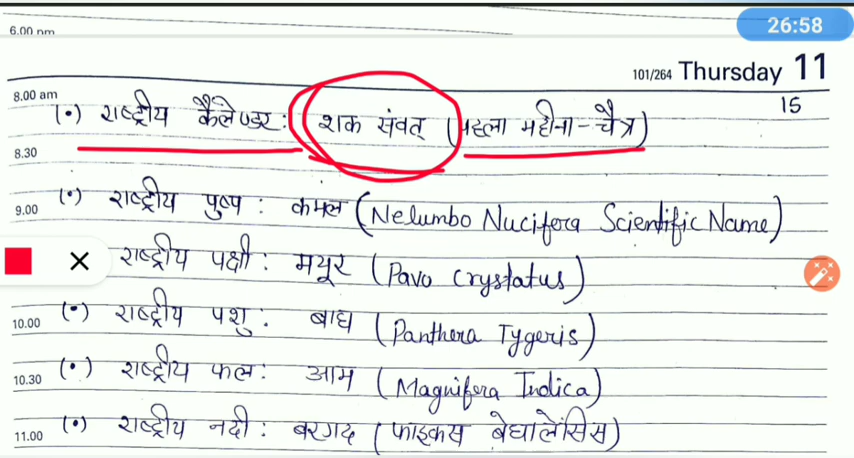 26:58
6.00 pm
101/264 Thursday 11
15
8.00 am
(•) राष्ट्रीय कैलेण्डर : शक संवत् (पहला महीना - चैत्र)
8.30
9.00 (•) राष्ट्रीय पुष्प : कमल (Nelumbo Nucifera Scientific Name)
× राष्ट्रीय पक्षी : मयूर (Pavo Crystatus)
10.00 (•) राष्ट्रीय पशु : बाघ (Panthera Tygeris)
10.30 (•) राष्ट्रीय फल : आम (Magnifera Indica)
11.00 (•) राष्ट्रीय नदी : बरगद (फाइकस बेघालेंसिस)